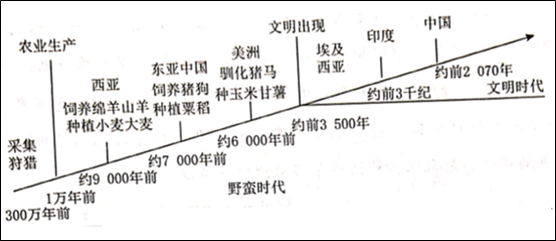 农业生产
采集
狩猎
西亚
饲养绵羊山羊
种植小麦大麦
东亚中国
饲养猪狗
种植粟稻
美洲
驯化猪马
种玉米甘薯
文明出现
埃及
西亚
印度
中国
300万年前
1万年前
约9 000年前
约7 000年前
约6 000年前
约前3 500年
约前3千纪
约前2 070年
野蛮时代
文明时代